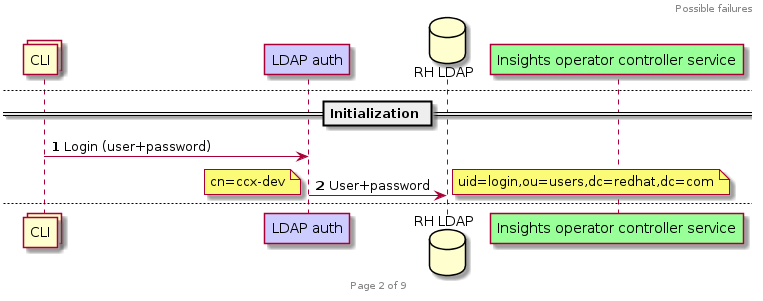 Possible failures
CLI
LDAP auth
RH LDAP
Insights operator controller service
Initialization
1 Login (user+password)
cn=ccx-dev
2 User+password
uid=login,ou=users,dc=redhat,dc=com
CLI
LDAP auth
RH LDAP
Insights operator controller service
Page 2 of 9